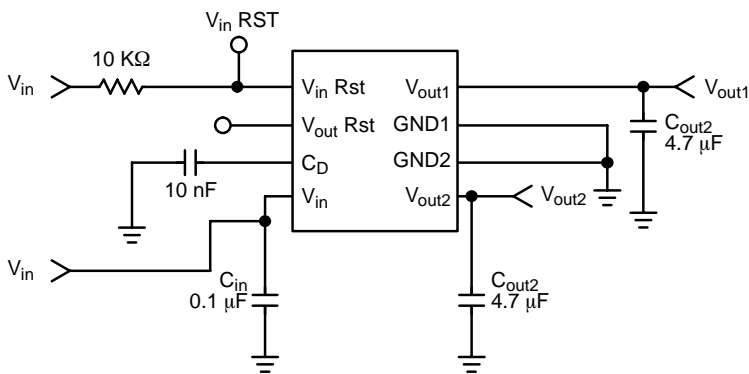 V_in RST
10 KΩ
V_in
V_in Rst
V_out1
V_out1
V_out Rst
GND1
C_out2
4.7 μF
C_D
GND2
10 nF
V_in
V_out2
V_out2
V_in
C_in
0.1 μF
C_out2
4.7 μF